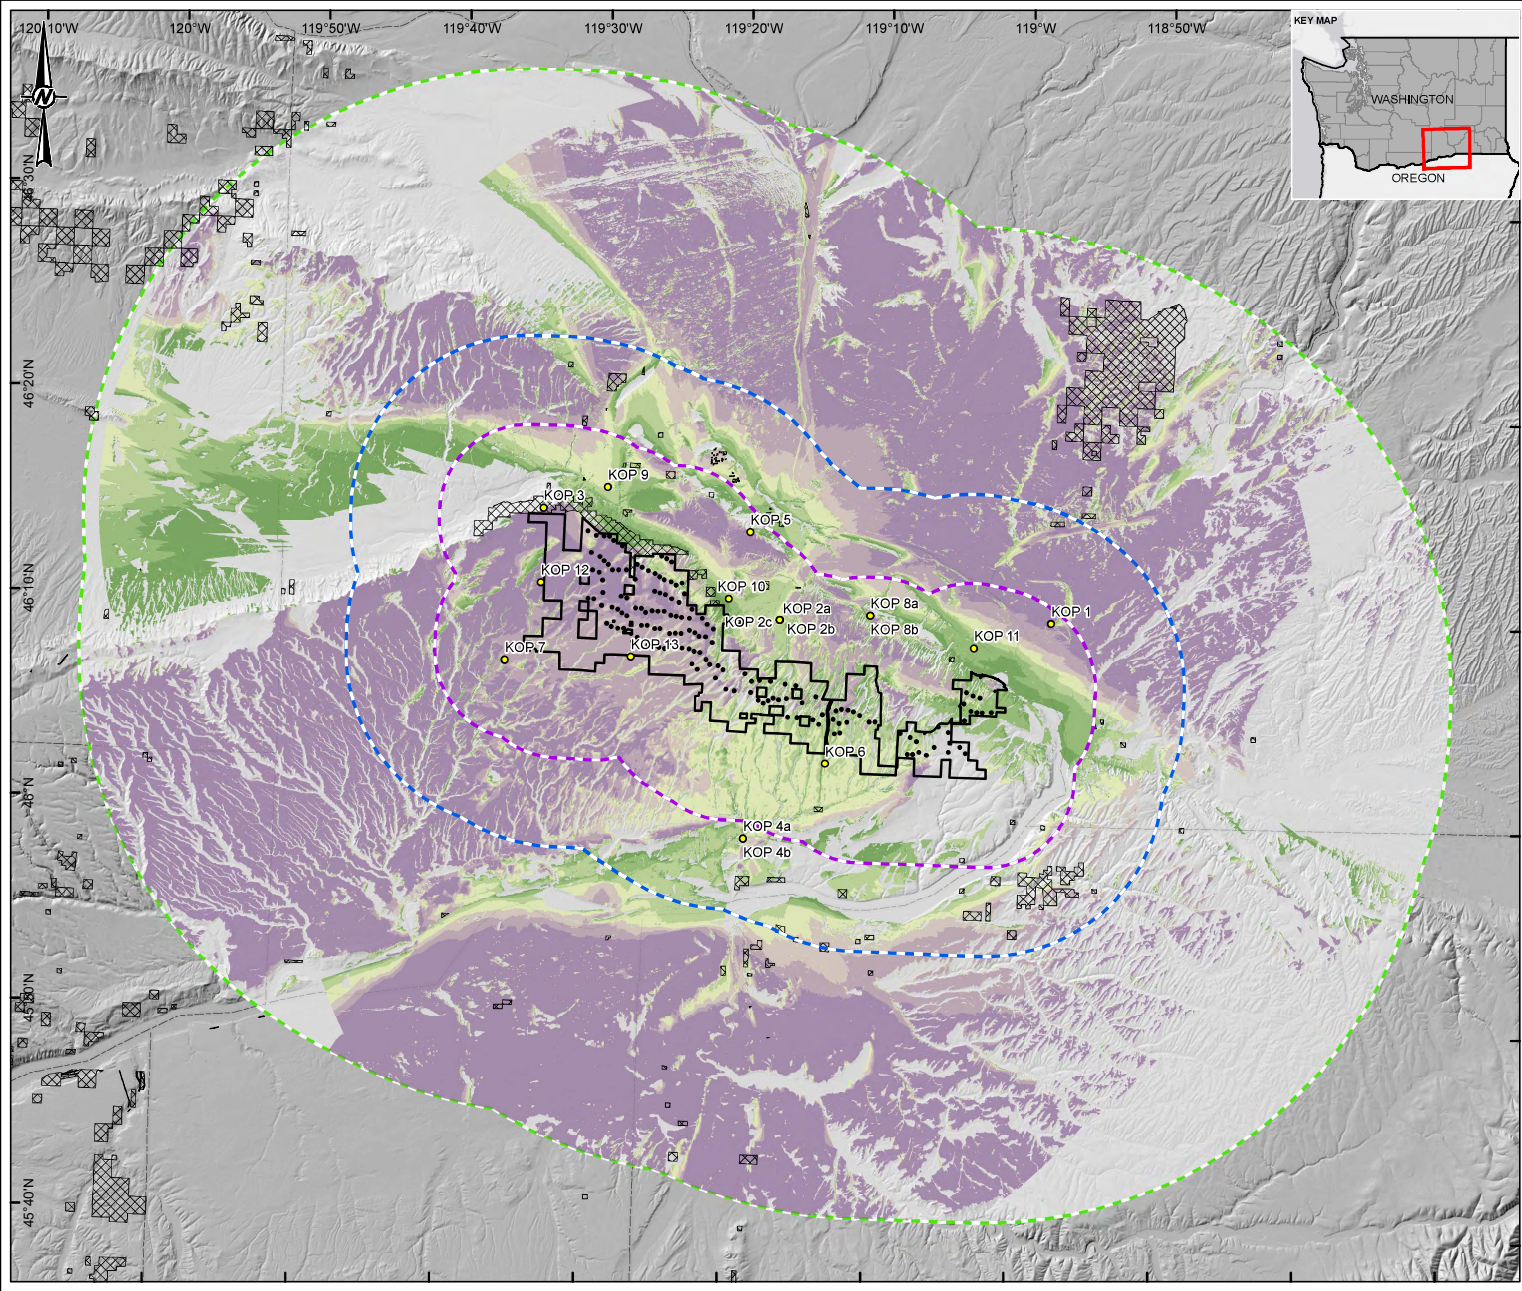 120°10'W
120°W
119°50'W
119°40'W
119°30'W
119°20'W
119°10'W
119°W
118°50'W
KEY MAP
WASHINGTON
OREGON
N
46°30'N
46°20'N
46°10'N
46°N
45°50'N
45°40'N
KOP 9
KOP 3
KOP 5
KOP 12
KOP 10
KOP 2a
KOP 8a
KOP 2c
KOP 2b
KOP 8b
KOP 1
KOP 7
KOP 13
KOP 11
KOP 6
KOP 4a
KOP 4b